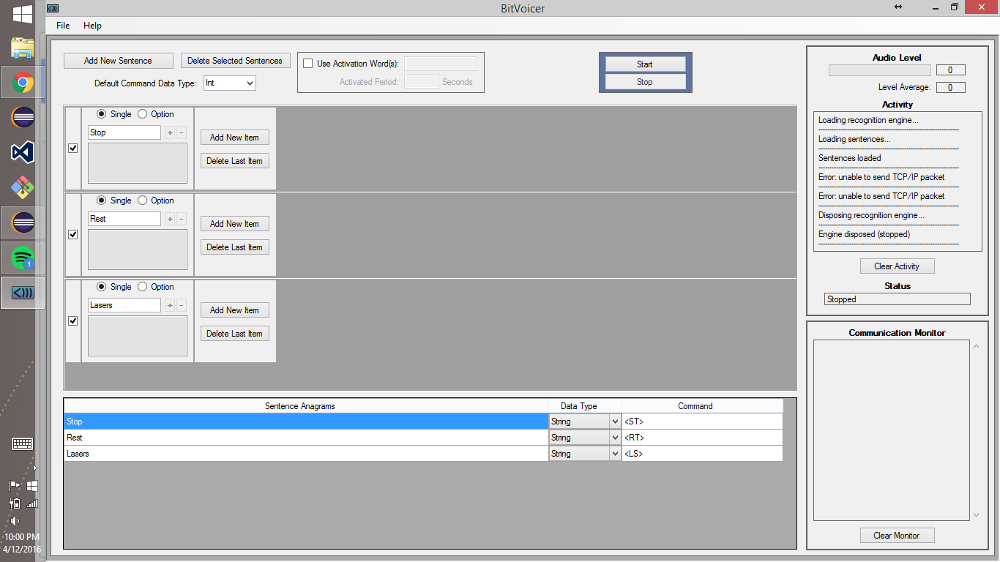 BitVoicer
File Help
Add New Sentence Delete Selected Sentences
Default Command Data Type: Int
Use Activation Word(s):
Activated Period: Seconds
Start
Stop
Single Option
Stop + -
Add New Item
Delete Last Item
Single Option
Rest + -
Add New Item
Delete Last Item
Single Option
Lasers + -
Add New Item
Delete Last Item
Sentence Anagrams Data Type Command
Stop String <ST>
Rest String <RT>
Lasers String <LS>
Audio Level
0
Level Average: 0
Activity
Loading recognition engine...
Loading sentences...
Sentences loaded
Error: unable to send TCP/IP packet
Error: unable to send TCP/IP packet
Disposing recognition engine...
Engine disposed (stopped)
Clear Activity
Status
Stopped
Communication Monitor
Clear Monitor
1
10:00 PM
4/12/2016